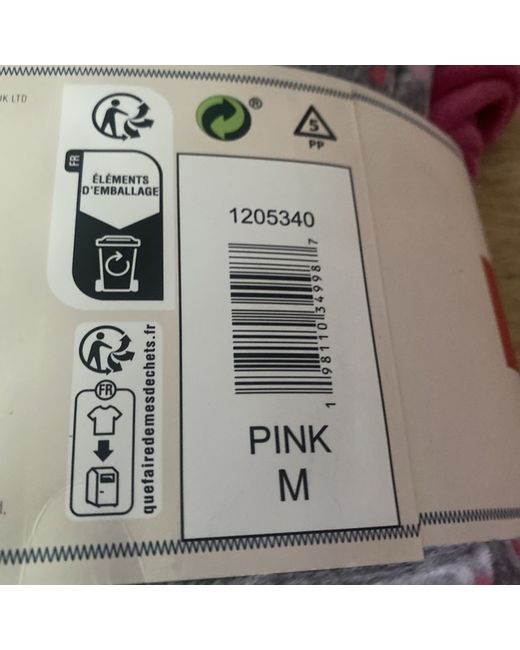 UK LTD
®
5
PP
FR
ÉLÉMENTS
D'EMBALLAGE
1205340
1 98110 34998 7
FR
quefairedemesdechets.fr
PINK
M
d.